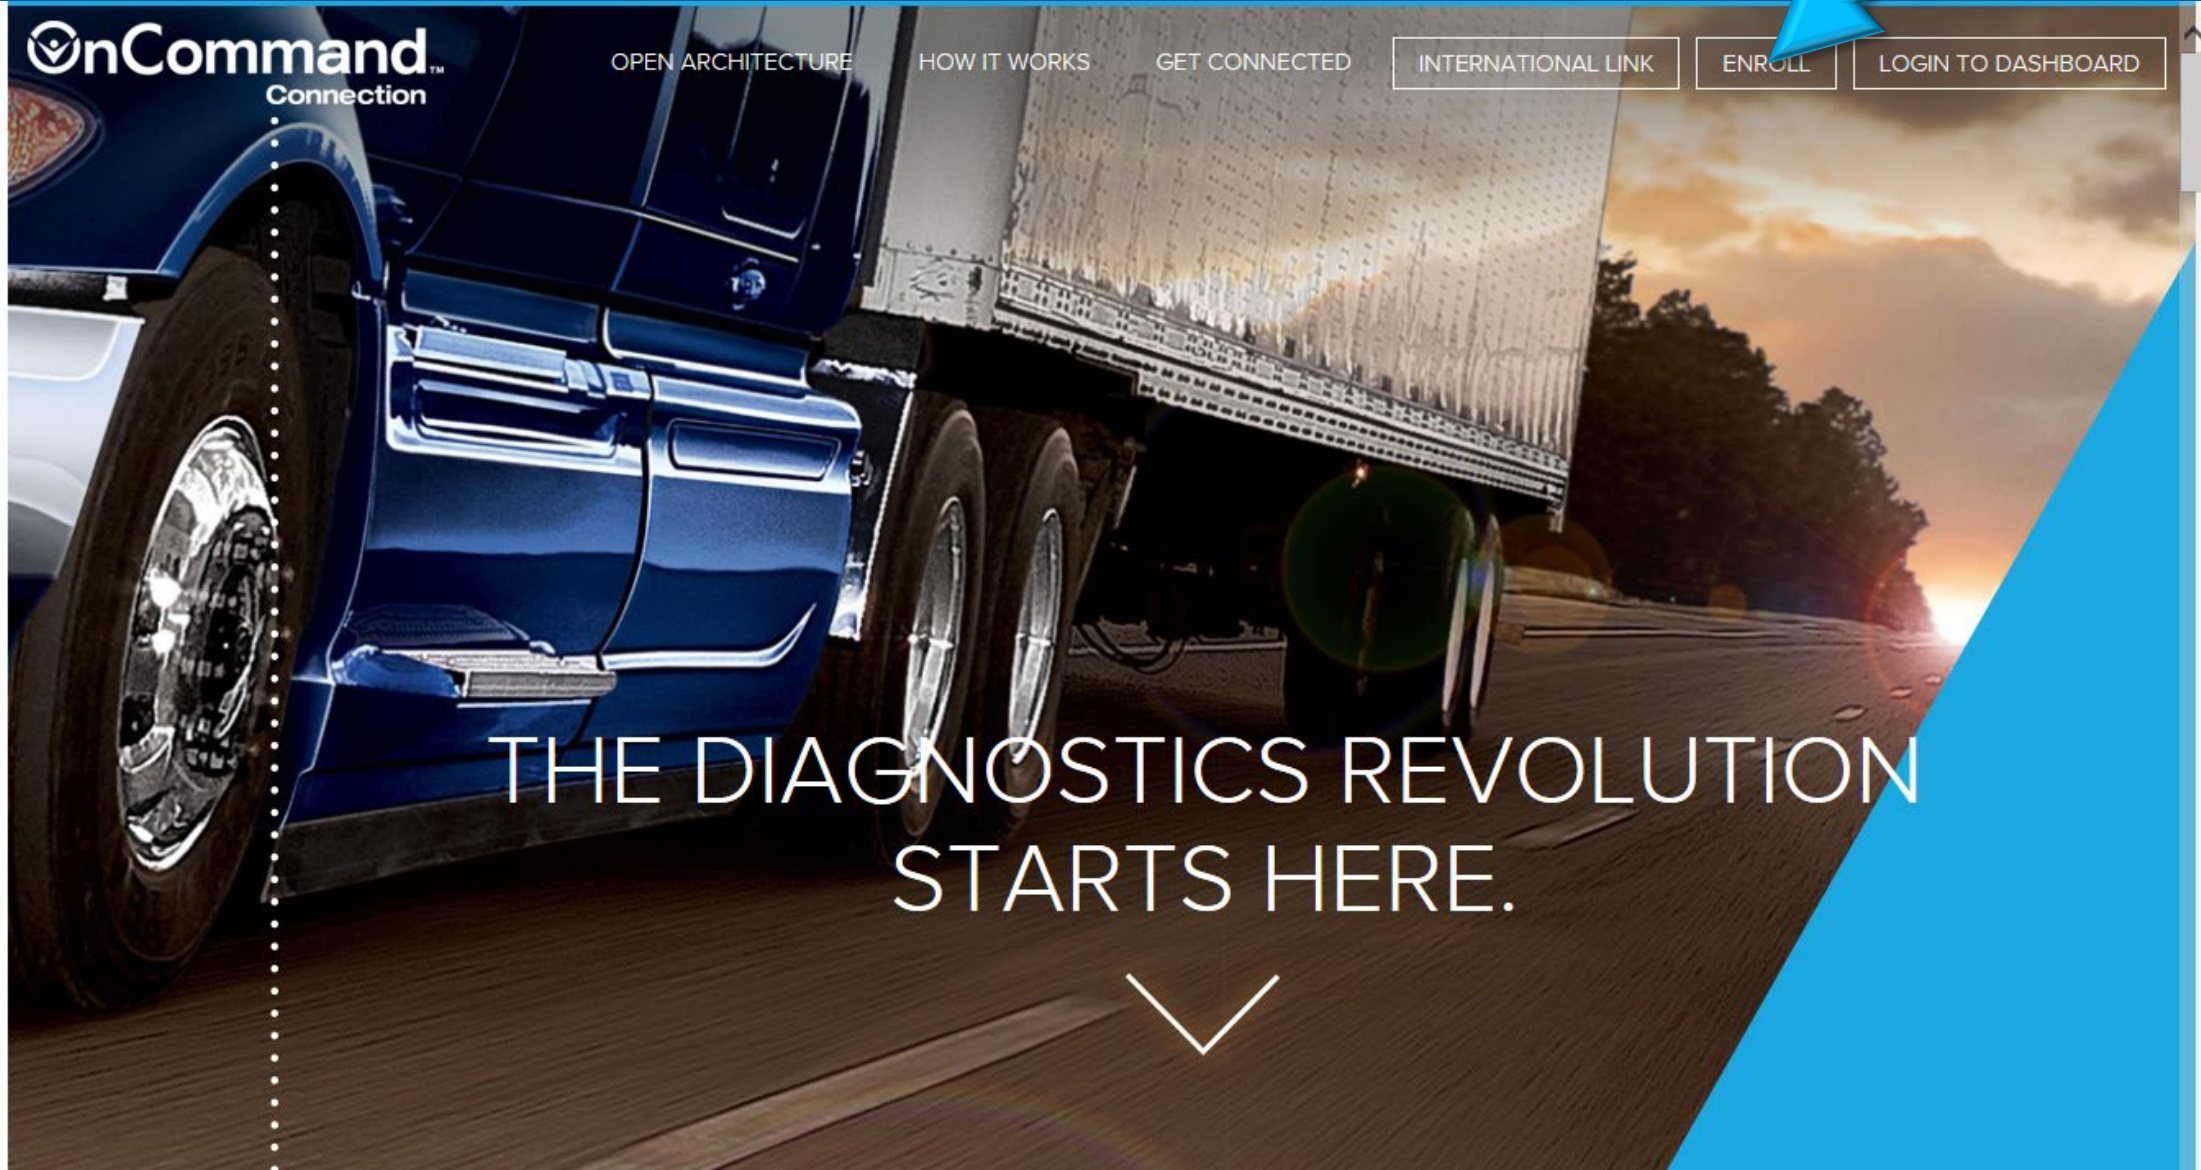 OnCommand™
Connection
OPEN ARCHITECTURE
HOW IT WORKS
GET CONNECTED
INTERNATIONAL LINK
ENROLL
LOGIN TO DASHBOARD
THE DIAGNOSTICS REVOLUTION
STARTS HERE.